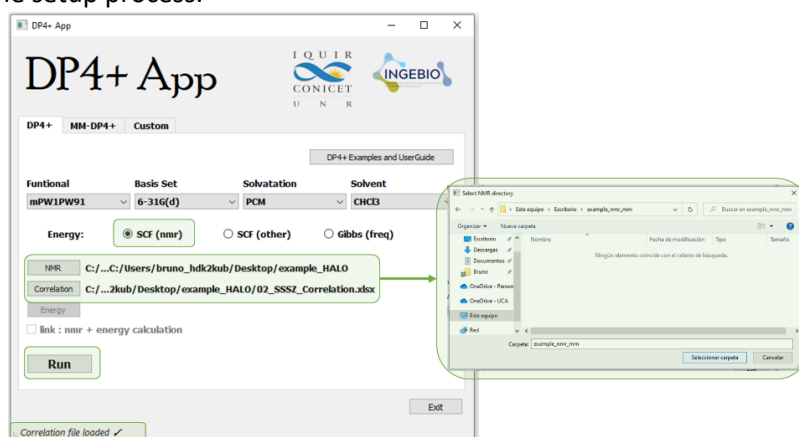 le setup process.
DP4+ App
DP4+ App
I Q U I R
CONICET
U N R
INGEBIO
DP4+ MM-DP4+ Custom
DP4+ Examples and UserGuide
Funtional Basis Set Solvatation Solvent
mPW1PW91 6-31G(d) PCM CHCl3
Energy: SCF (nmr) SCF (other) Gibbs (freq)
NMR C:/...C:/Users/bruno_hdk2kub/Desktop/example_HALO
Correlation C:/...2kub/Desktop/example_HALO/02_SSSZ_Correlation.xlsx
Energy
link : nmr + energy calculation
Run
Exit
Correlation file loaded ✓
Select NMR directory
Este equipo > Escritorio > example_nmr_mm
Buscar en example_nmr_mm
Organizar Nueva carpeta
Nombre Fecha de modificación Tipo Tamaño
Escritorio
Ningún elemento coincide con el criterio de búsqueda.
Descargas
Documentos
Bruno
OneDrive - Person
OneDrive - UCA
Este equipo
Red
Carpeta: example_nmr_mm
Seleccionar carpeta Cancelar